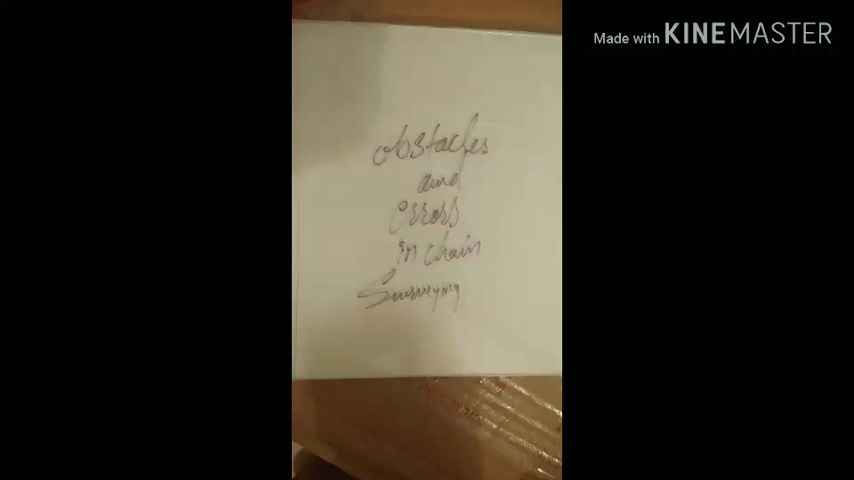 Made with KINEMASTER
Obstacles
and
errors
in chain
Surveying